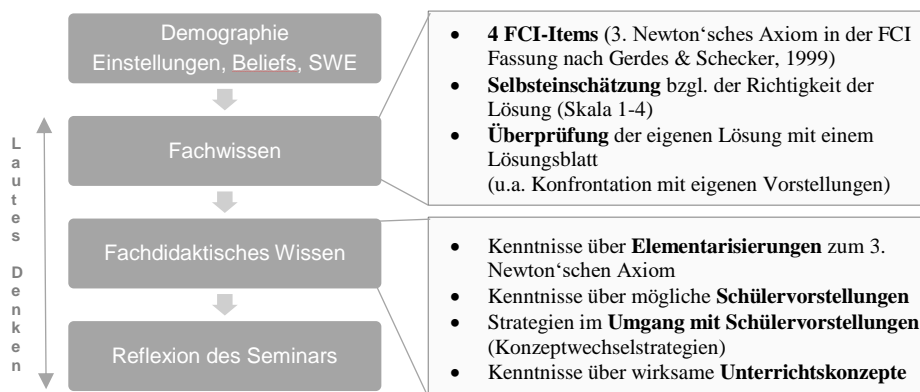 Demographie
Einstellungen, Beliefs, SWE
Lautes Denken
Fachwissen
Fachdidaktisches Wissen
Reflexion des Seminars
• 4 FCI-Items (3. Newton‘sches Axiom in der FCI
Fassung nach Gerdes & Schecker, 1999)
• Selbsteinschätzung bzgl. der Richtigkeit der
Lösung (Skala 1-4)
• Überprüfung der eigenen Lösung mit einem
Lösungsblatt
(u.a. Konfrontation mit eigenen Vorstellungen)
• Kenntnisse über Elementarisierungen zum 3.
Newton‘schen Axiom
• Kenntnisse über mögliche Schülervorstellungen
• Strategien im Umgang mit Schülervorstellungen
(Konzeptwechselstrategien)
• Kenntnisse über wirksame Unterrichtskonzepte